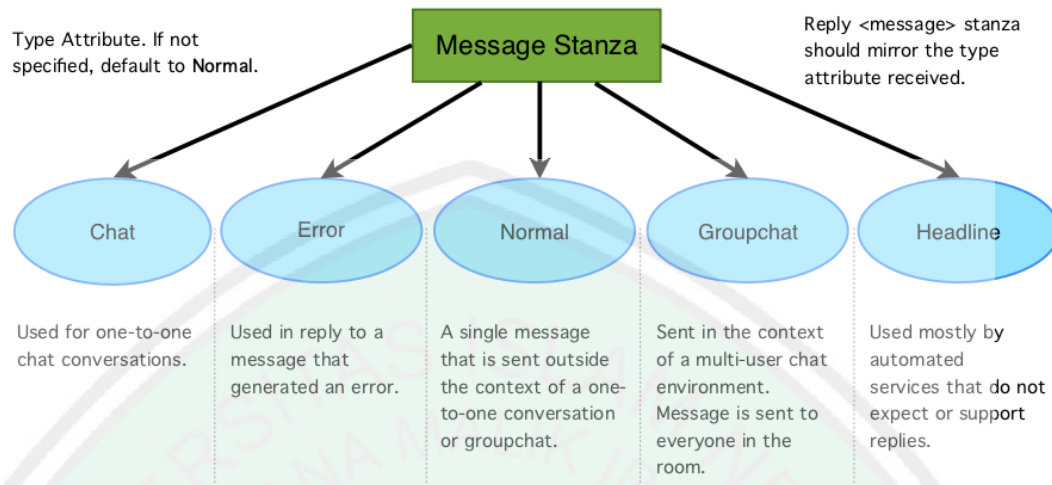 Type Attribute. If not
specified, default to Normal.
Message Stanza
Reply <message> stanza
should mirror the type
attribute received.
Chat
Error
Normal
Groupchat
Headline
Used for one-to-one
chat conversations.
Used in reply to a
message that
generated an error.
A single message
that is sent outside
the context of a one-
to-one conversation
or groupchat.
Sent in the context
of a multi-user chat
environment.
Message is sent to
everyone in the
room.
Used mostly by
automated
services that do not
expect or support
replies.